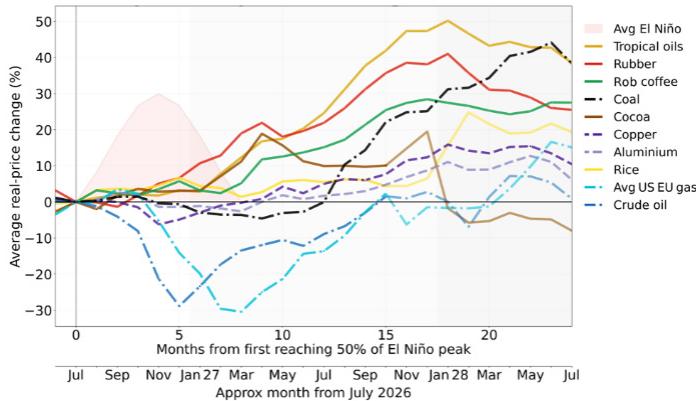 50
40
30
20
10
0
−10
−20
−30
Average real-price change (%)
0 5 10 15 20
Months from first reaching 50% of El Niño peak
Jul Sep Nov Jan 27 Mar May Jul Sep Nov Jan 28 Mar May Jul
Approx month from July 2026
Avg El Niño
Tropical oils
Rubber
Rob coffee
Coal
Cocoa
Copper
Aluminium
Rice
Avg US EU gas
Crude oil